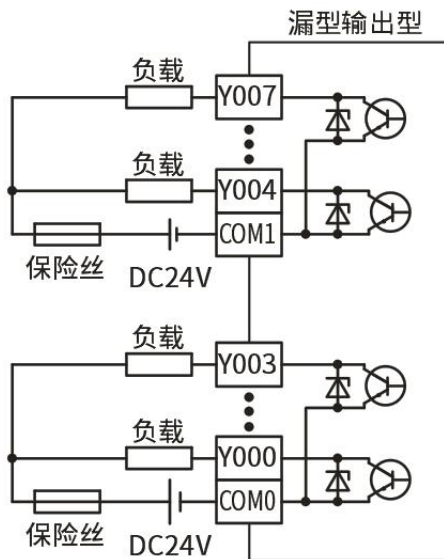 漏型输出型
负载
Y007
负载
Y004
COM1
保险丝
DC24V
负载
Y003
负载
Y000
COM0
保险丝
DC24V